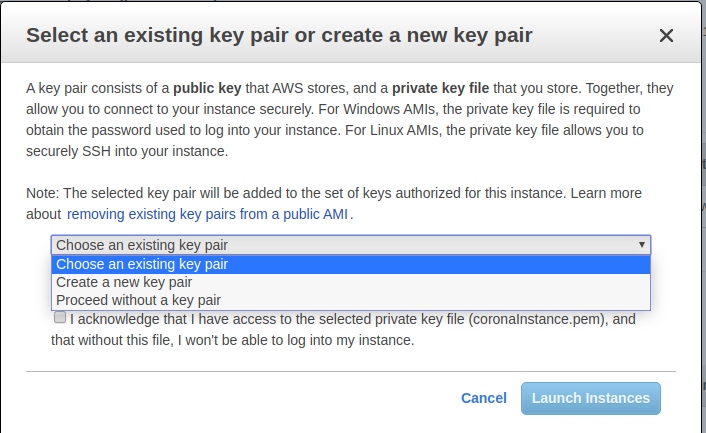 Select an existing key pair or create a new key pair
A key pair consists of a public key that AWS stores, and a private key file that you store. Together, they
allow you to connect to your instance securely. For Windows AMIs, the private key file is required to
obtain the password used to log into your instance. For Linux AMIs, the private key file allows you to
securely SSH into your instance.
Note: The selected key pair will be added to the set of keys authorized for this instance. Learn more
about removing existing key pairs from a public AMI.
Choose an existing key pair
Choose an existing key pair
Create a new key pair
Proceed without a key pair
I acknowledge that I have access to the selected private key file (coronaInstance.pem), and
that without this file, I won't be able to log into my instance.
Cancel Launch Instances